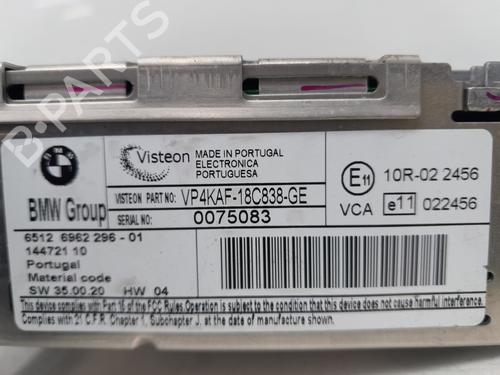 B-PARTS
BMW
Visteon
MADE IN PORTUGAL
ELECTRONICA
PORTUGUESA
BMW Group
VISTEON PART NO: VP4KAF-18C838-GE
SERIAL NO: 0075083
E11 10R-02 2456
VCA e11 022456
6512 6962 296 - 01
144721 10
Portugal
Material code
SW 35.00.20 HW 04
This device complies with Part 15 of the FCC Rules Operation is subject to the condition that this device does not cause harmful interference.
Complies with 21 C.F.R. Chapter 1, Subchapter J. at date of manufacture.